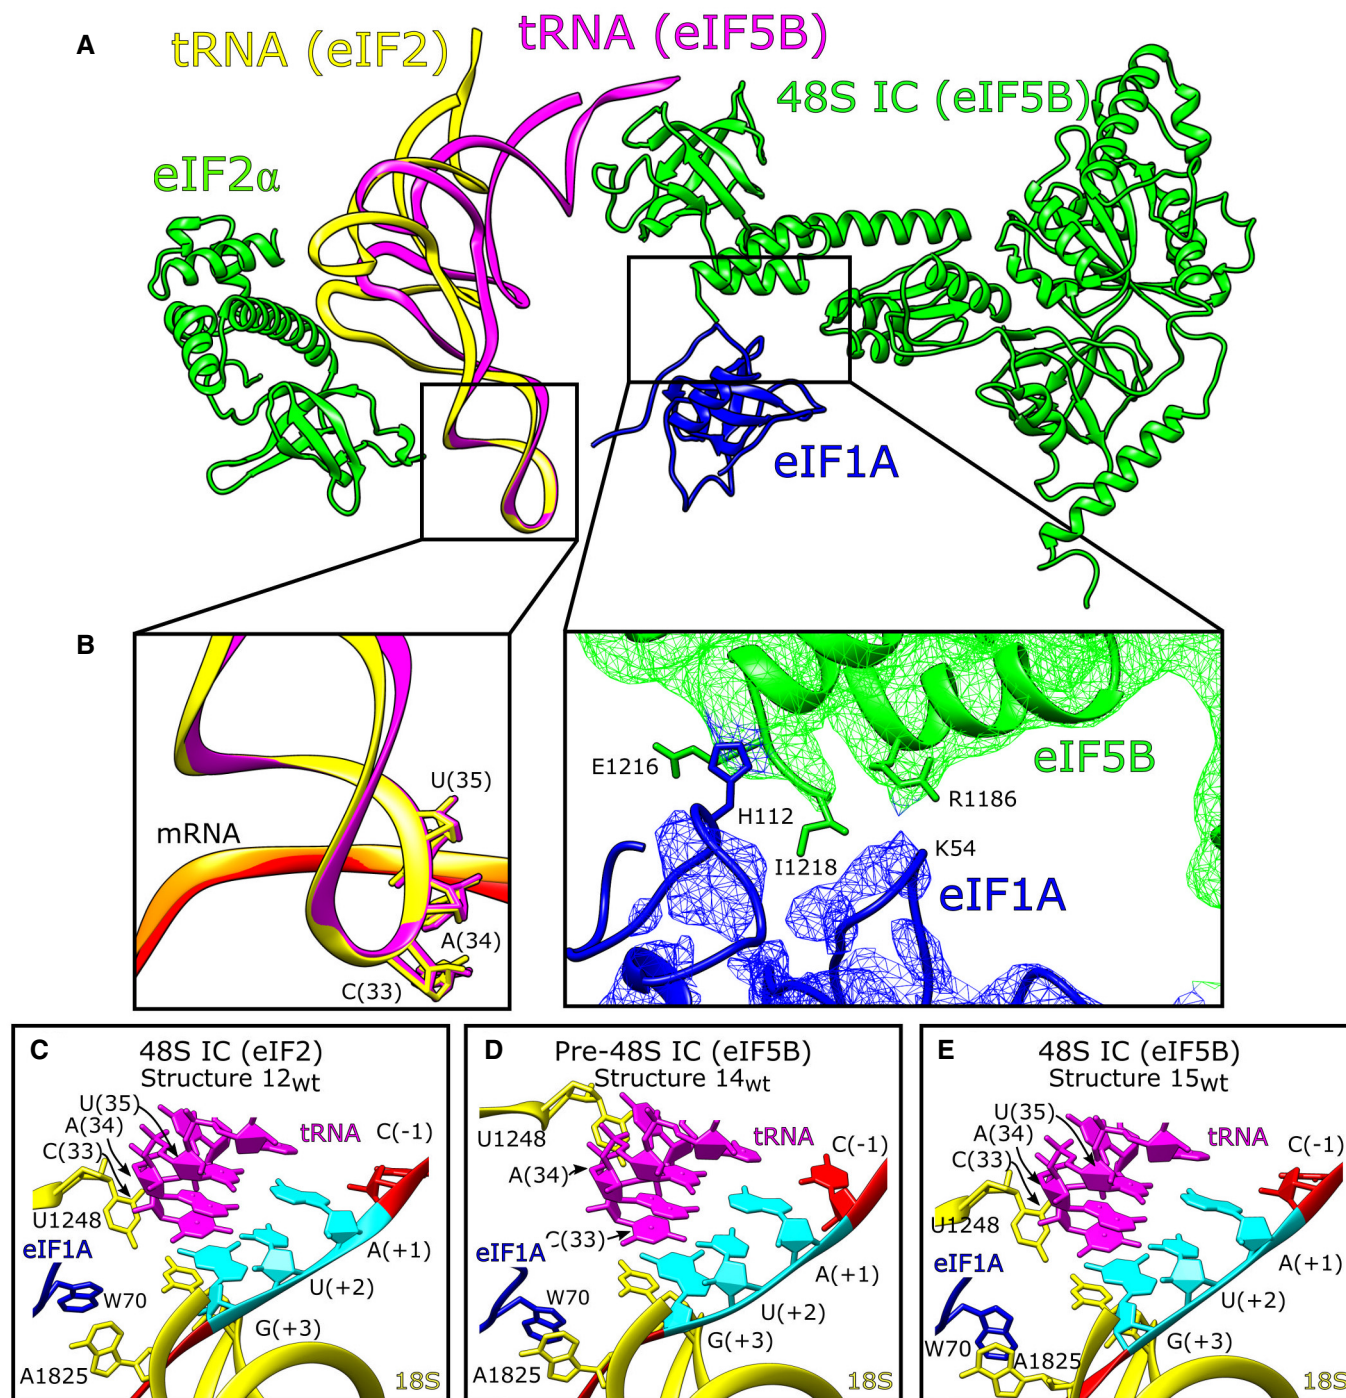 A
tRNA (eIF2)
tRNA (eIF5B)
48S IC (eIF5B)
eIF2α
eIF1A
B
U(35)
mRNA
A(34)
C(33)
E1216
H112
I1218
eIF5B
R1186
K54
eIF1A
C
48S IC (eIF2)
Structure 12wt
U(35)
A(34)
C(33)
tRNA
C(-1)
U1248
eIF1A
A(+1)
U(+2)
W70
G(+3)
A1825
18S
D
Pre-48S IC (eIF5B)
Structure 14wt
U1248
tRNA
C(-1)
A(34)
eIF1A
C(33)
A(+1)
W70
U(+2)
G(+3)
A1825
18S
E
48S IC (eIF5B)
Structure 15wt
U(35)
A(34)
C(33)
tRNA
C(-1)
U1248
eIF1A
A(+1)
U(+2)
W70
A1825
G(+3)
18S